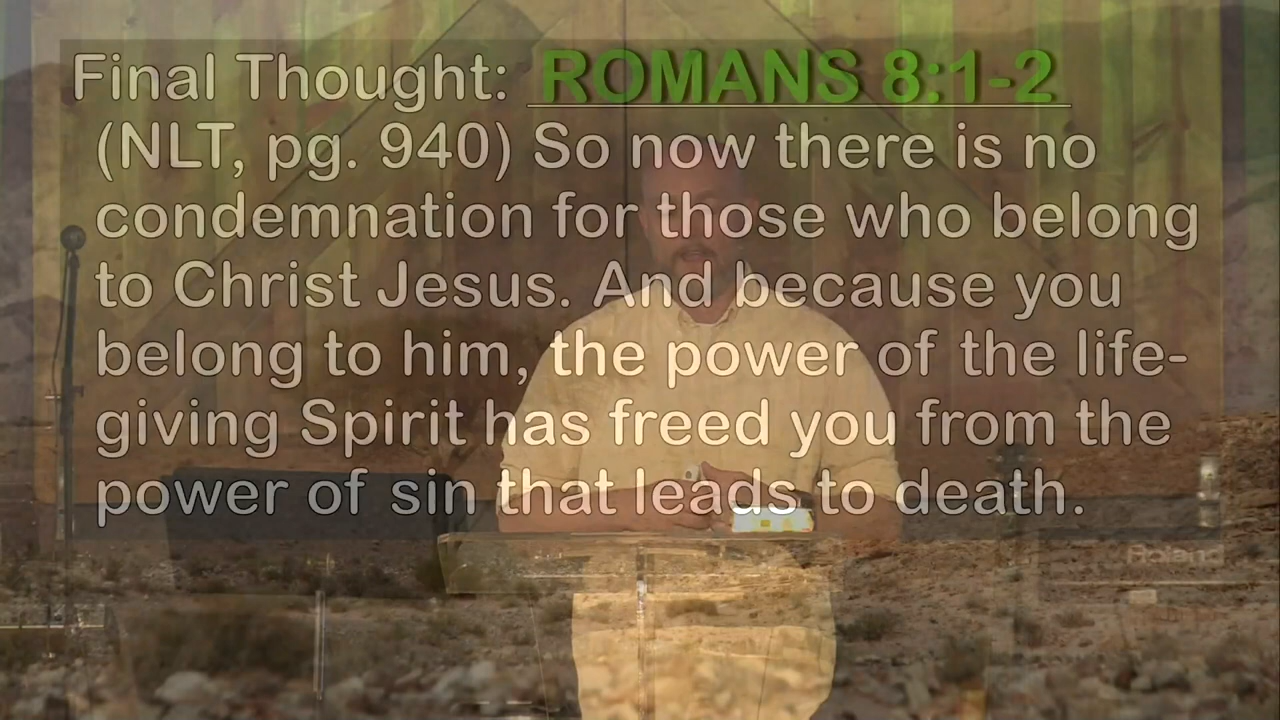 Final Thought: ROMANS 8:1-2
(NLT, pg. 940) So now there is no
condemnation for those who belong
to Christ Jesus. And because you
belong to him, the power of the life-
giving Spirit has freed you from the
power of sin that leads to death.
Roland